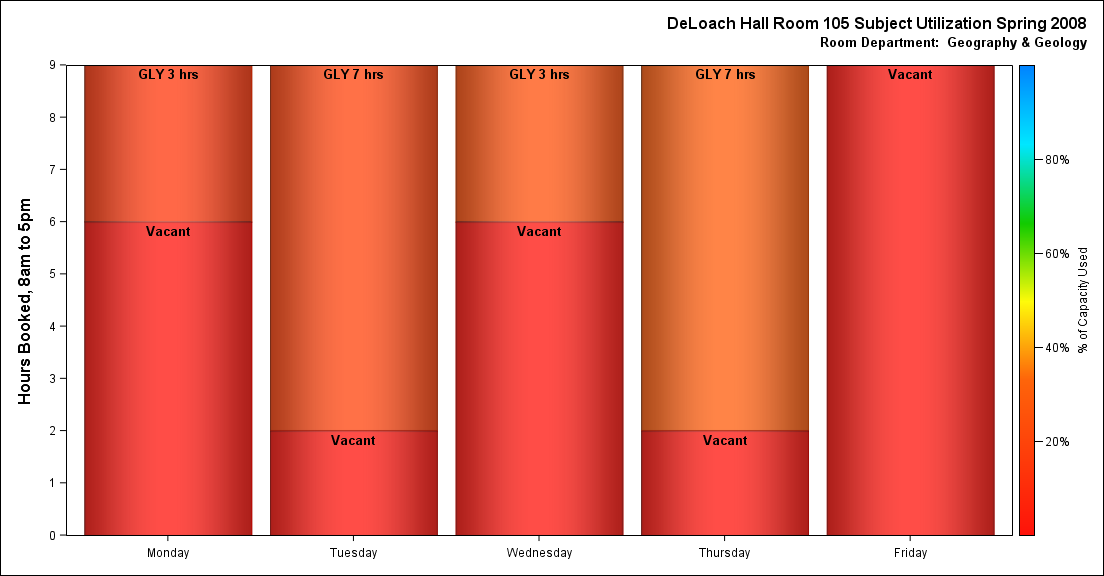 DeLoach Hall Room 105 Subject Utilization Spring 2008
Room Department:  Geography & Geology
Hours Booked, 8am to 5pm
9
8
7
6
5
4
3
2
1
0
GLY 3 hrs
GLY 7 hrs
GLY 3 hrs
GLY 7 hrs
Vacant
Vacant
Vacant
Vacant
Vacant
Monday
Tuesday
Wednesday
Thursday
Friday
80%
60%
40%
20%
% of Capacity Used